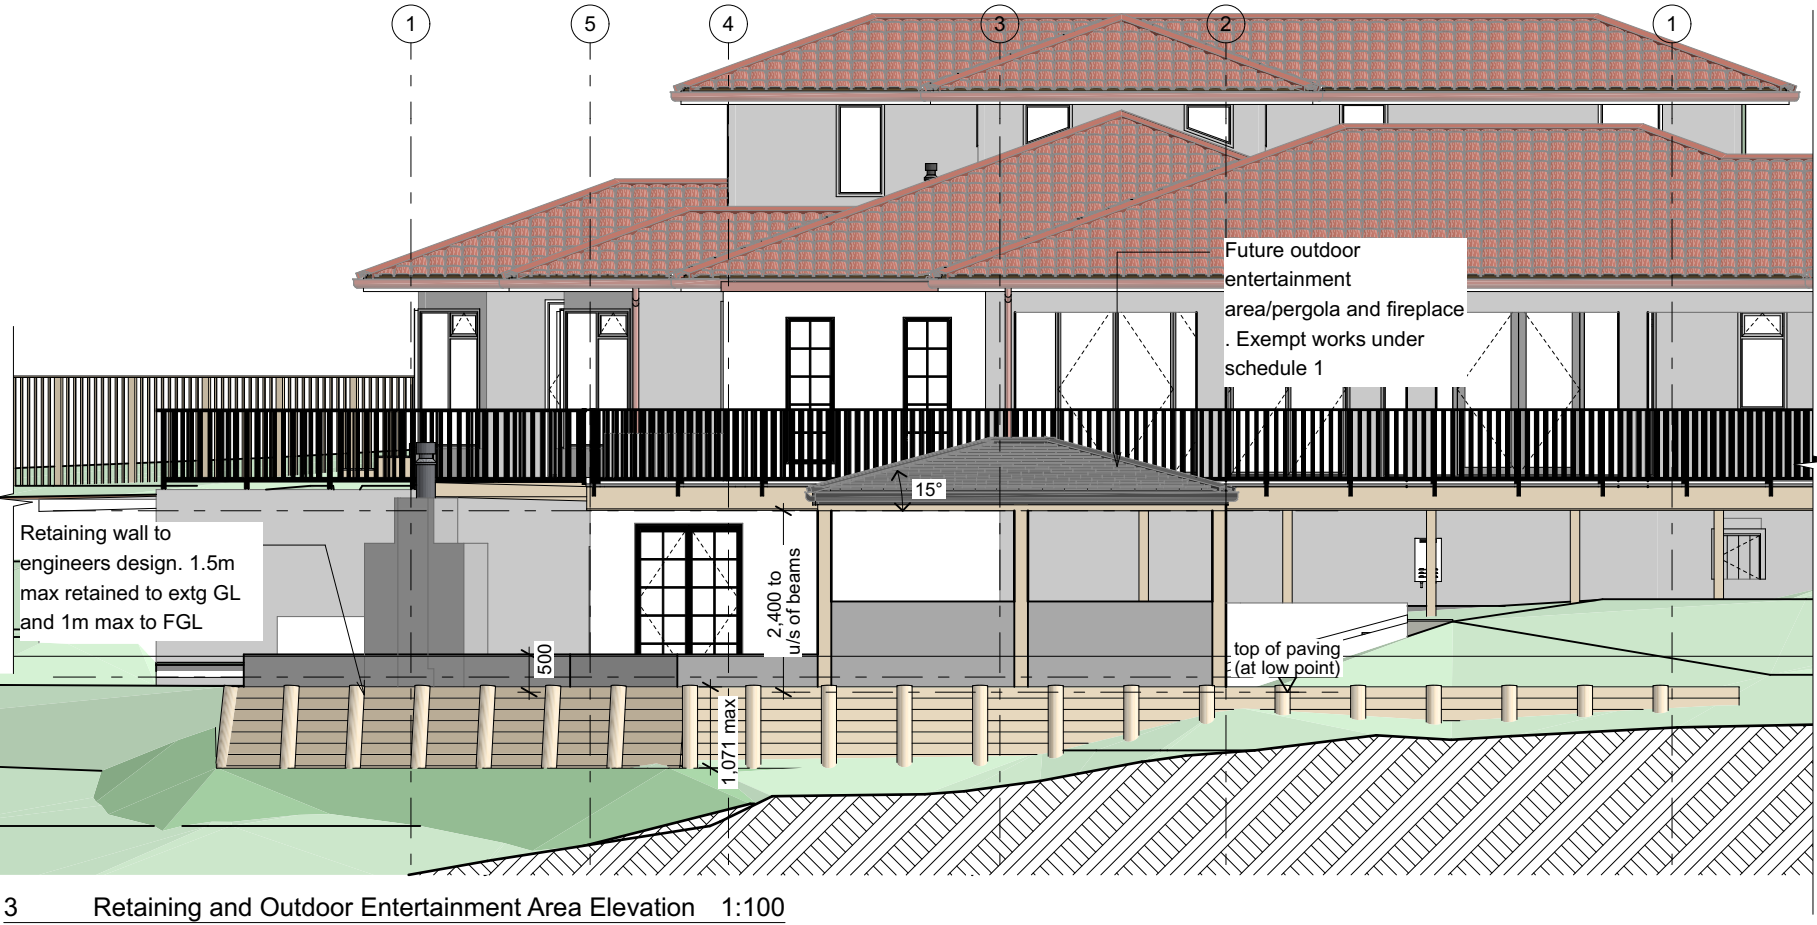 1 5 4 3 2 1
Future outdoor
entertainment
area/pergola and fireplace
. Exempt works under
schedule 1
15°
Retaining wall to
engineers design. 1.5m
max retained to extg GL
and 1m max to FGL
2,400 to
u/s of beams
500
top of paving
(at low point)
1,071 max
3 Retaining and Outdoor Entertainment Area Elevation 1:100